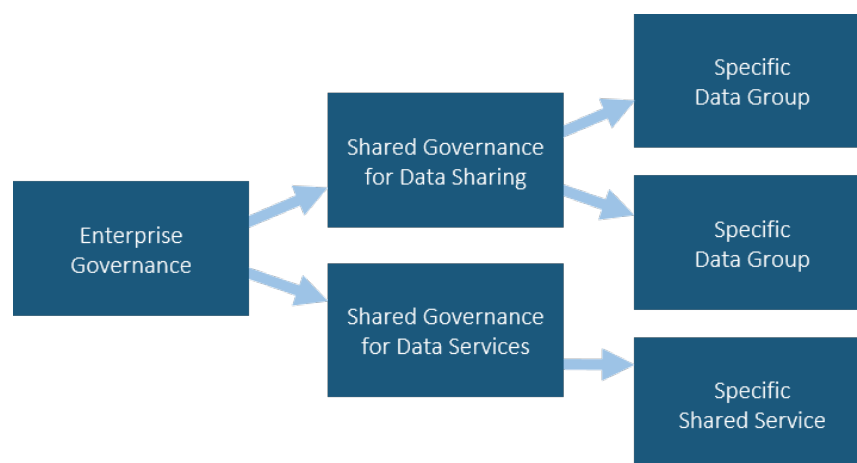 Enterprise
Governance
Shared Governance
for Data Sharing
Shared Governance
for Data Services
Specific
Data Group
Specific
Data Group
Specific
Shared Service